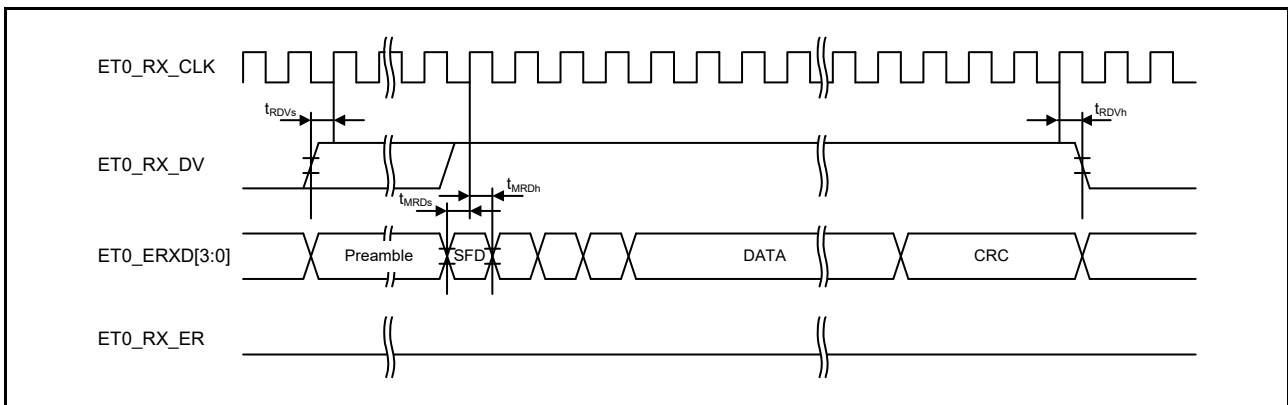 ET0_RX_CLK
tRDVs
tRDVh
ET0_RX_DV
tMRDh
tMRDs
ET0_ERXD[3:0]
Preamble
SFD
DATA
CRC
ET0_RX_ER